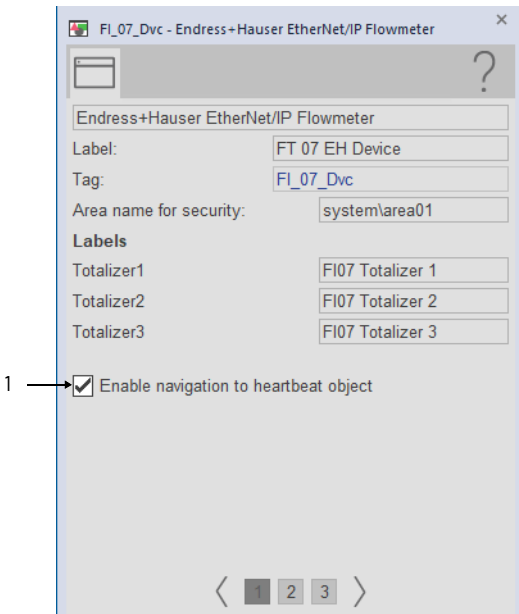 FI_07_Dvc - Endress+Hauser EtherNet/IP Flowmeter ×
?
Endress+Hauser EtherNet/IP Flowmeter
Label: FT 07 EH Device
Tag: FI_07_Dvc
Area name for security: system\area01
Labels
Totalizer1 FI07 Totalizer 1
Totalizer2 FI07 Totalizer 2
Totalizer3 FI07 Totalizer 3
1 Enable navigation to heartbeat object
1 2 3